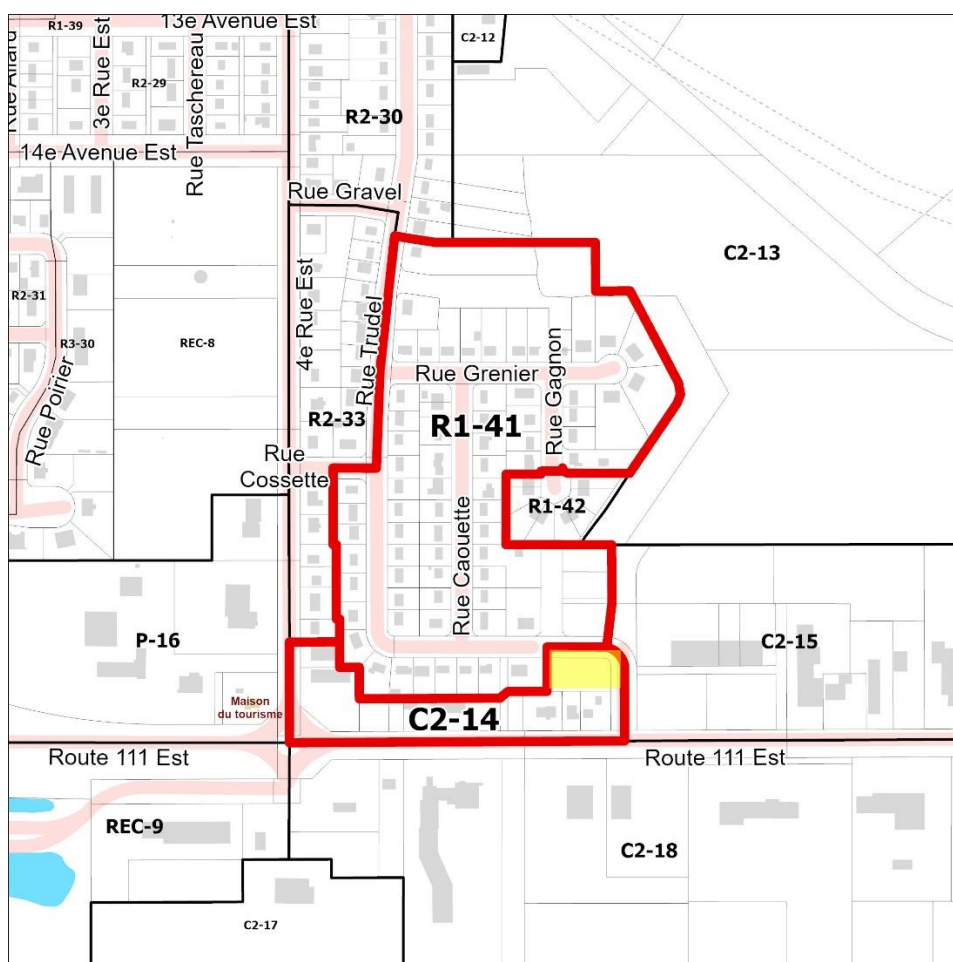 13e Avenue Est
R1-39
C2-12
Rue Allard
3e Rue Est
R2-29
Rue Taschereau
R2-30
14e Avenue Est
Rue Gravel
C2-13
4e Rue Est
R2-31
R3-30
REC-8
Rue Trudel
Rue Poirier
Rue Grenier
Rue Gagnon
R2-33
R1-41
Rue
Cossette
R1-42
Rue Caouette
P-16
C2-15
Maison
du tourisme
C2-14
Route 111 Est
Route 111 Est
REC-9
C2-18
C2-17